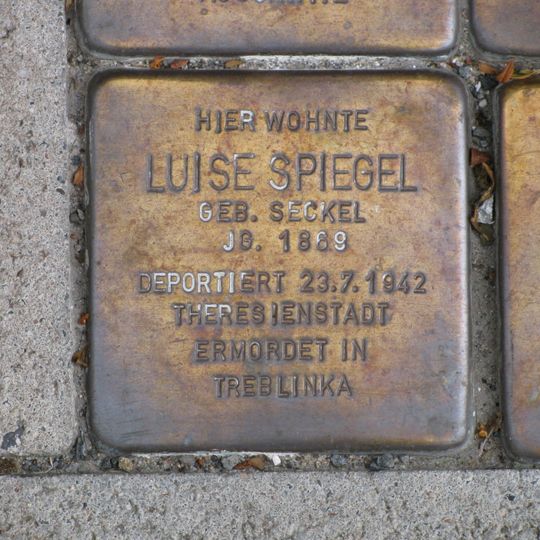 HIER WOHNTE
LUISE SPIEGEL
GEB. SECKEL
JG. 1869
DEPORTIERT 23.7.1942
THERESIENSTADT
ERMORDET IN
TREBLINKA